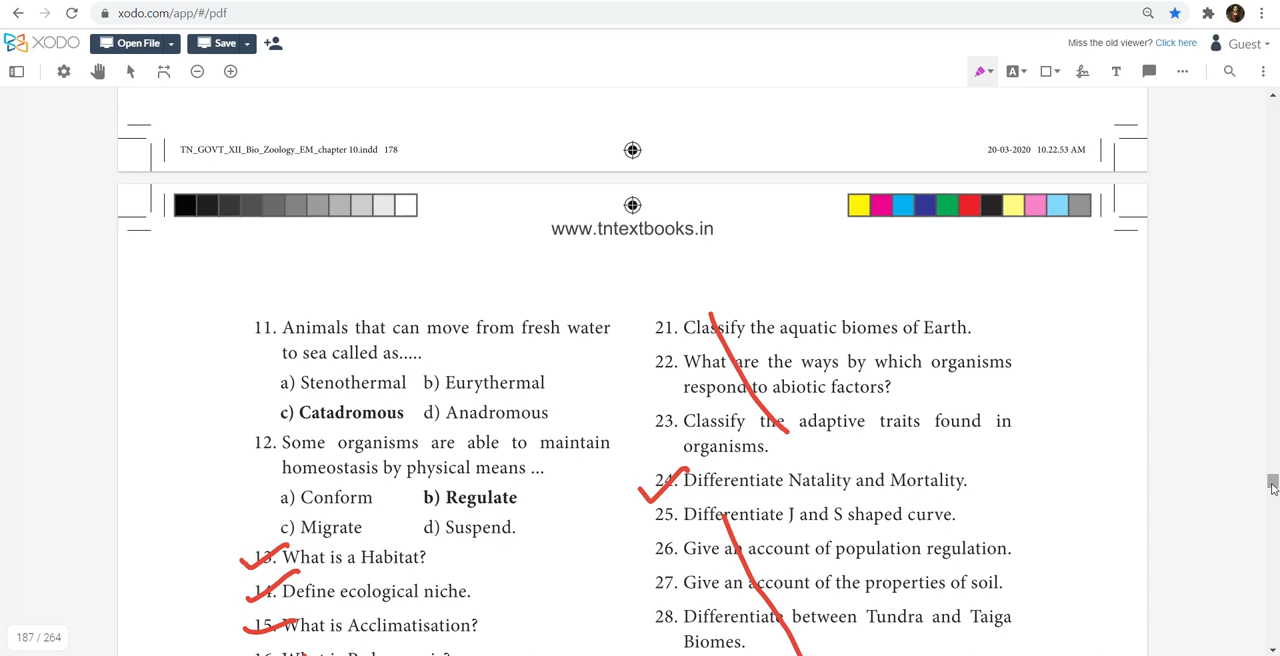 xodo.com/app/#/pdf
XODO
Open File
Save
Miss the old viewer? Click here
Guest
TN_GOVT_XII_Bio_Zoology_EM_chapter 10.indd 178
20-03-2020 10.22.53 AM
www.tntextbooks.in
11. Animals that can move from fresh water
to sea called as.....
a) Stenothermal b) Eurythermal
c) Catadromous d) Anadromous
12. Some organisms are able to maintain
homeostasis by physical means ...
a) Conform b) Regulate
c) Migrate d) Suspend.
13. What is a Habitat?
14. Define ecological niche.
15. What is Acclimatisation?
21. Classify the aquatic biomes of Earth.
22. What are the ways by which organisms
respond to abiotic factors?
23. Classify the adaptive traits found in
organisms.
24. Differentiate Natality and Mortality.
25. Differentiate J and S shaped curve.
26. Give an account of population regulation.
27. Give an account of the properties of soil.
28. Differentiate between Tundra and Taiga
Biomes.
187 / 264